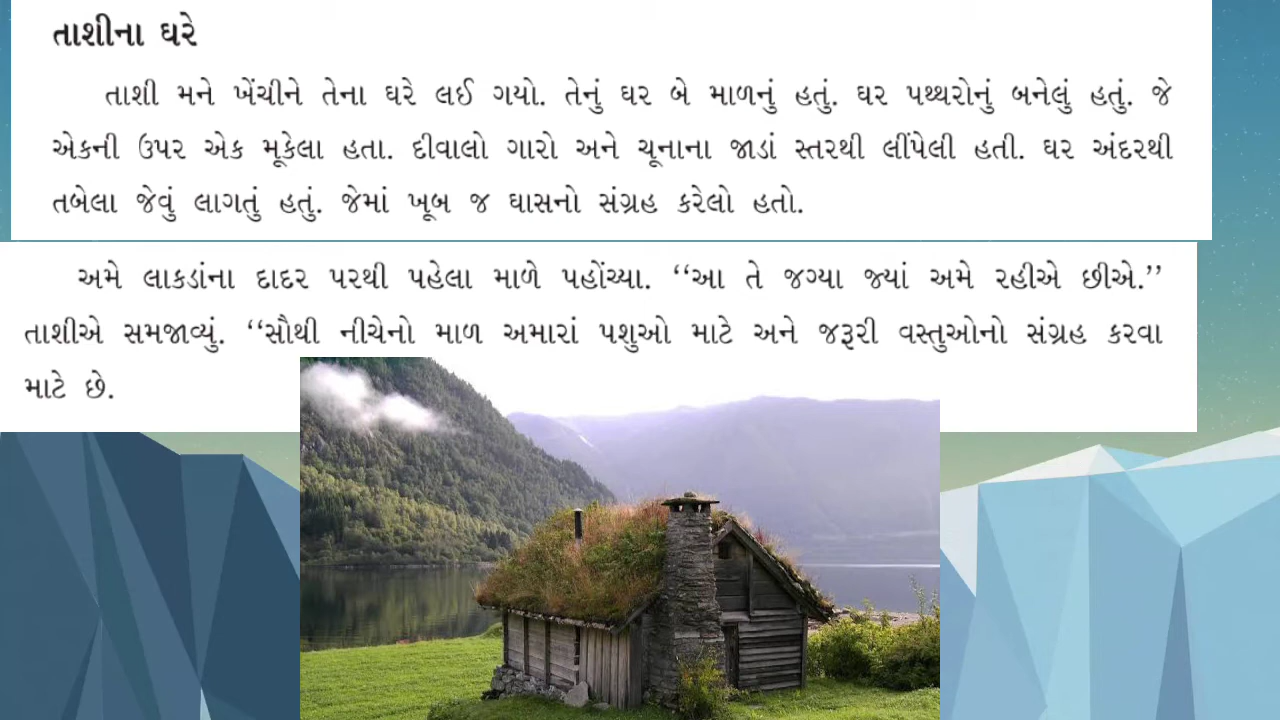 તાશીના ઘરે
તાશી મને ખેંચીને તેના ઘરે લઈ ગયો. તેનું ઘર બે માળનું હતું. ઘર પથ્થરોનું બનેલું હતું. જે
એકની ઉપર એક મૂકેલા હતા. દીવાલો ગારો અને ચૂનાના જાડાં સ્તરથી લીંપેલી હતી. ઘર અંદરથી
તબેલા જેવું લાગતું હતું. જેમાં ખૂબ જ ઘાસનો સંગ્રહ કરેલો હતો.
અમે લાકડાંના દાદર પરથી પહેલા માળે પહોંચ્યા. ‘‘આ તે જગ્યા જ્યાં અમે રહીએ છીએ.’’
તાશીએ સમજાવ્યું. ‘‘સૌથી નીચેનો માળ અમારાં પશુઓ માટે અને જરૂરી વસ્તુઓનો સંગ્રહ કરવા
માટે છે.